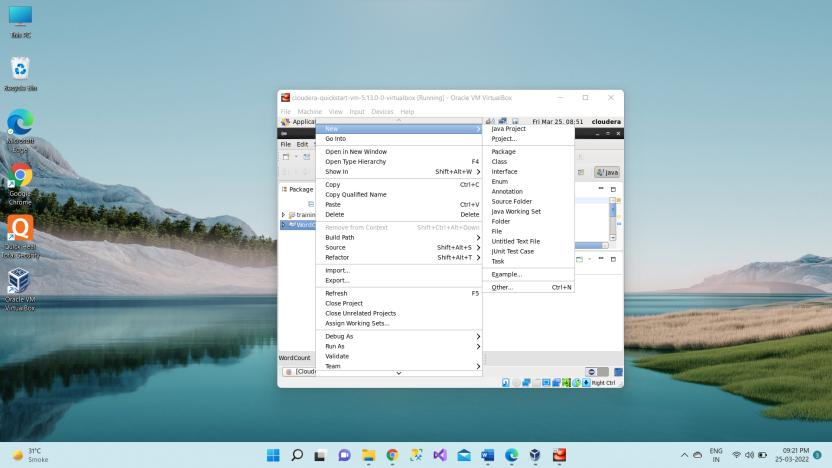 This PC
Recycle Bin
Microsoft
Edge
Google
Chrome
Quick Heal
Total Security
Oracle VM
VirtualBox
cloudera-quickstart-vm-5.13.0-0-virtualbox [Running] - Oracle VM VirtualBox
File Machine View Input Devices Help
Applicat
Fri Mar 25, 08:51 cloudera
File Edit
Java
Package
training
WordC
New
Go Into
Open in New Window
Open Type Hierarchy F4
Show In Shift+Alt+W
Copy Ctrl+C
Copy Qualified Name
Paste Ctrl+V
Delete Delete
Remove from Context Shift+Ctrl+Alt+Down
Build Path
Source Shift+Alt+S
Refactor Shift+Alt+T
Import...
Export...
Refresh F5
Close Project
Close Unrelated Projects
Assign Working Sets...
Debug As
Run As
Validate
Team
Java Project
Project...
Package
Class
Interface
Enum
Annotation
Source Folder
Java Working Set
Folder
File
Untitled Text File
JUnit Test Case
Task
Example...
Other... Ctrl+N
WordCount
[Cloude
Right Ctrl
31°C
Smoke
ENG
IN
09:21 PM
25-03-2022
3